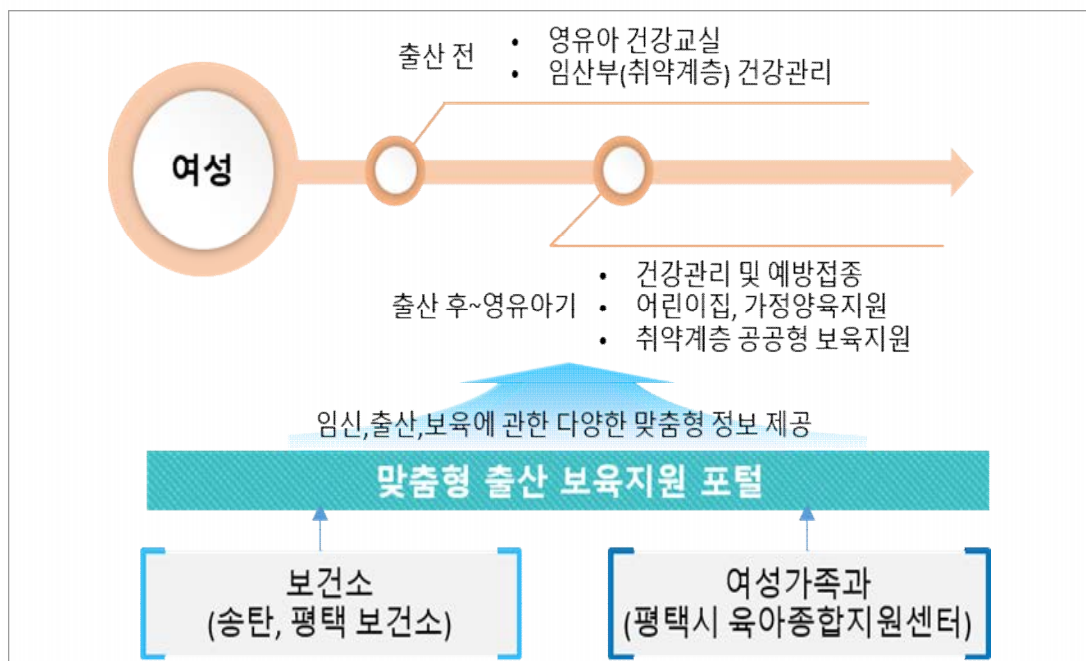 출산 전
• 영유아 건강교실
• 임산부(취약계층) 건강관리
여성
출산 후~영유아기
• 건강관리 및 예방접종
• 어린이집, 가정양육지원
• 취약계층 공공형 보육지원
임신,출산,보육에 관한 다양한 맞춤형 정보 제공
맞춤형 출산 보육지원 포털
보건소
(송탄, 평택 보건소)
여성가족과
(평택시 육아종합지원센터)